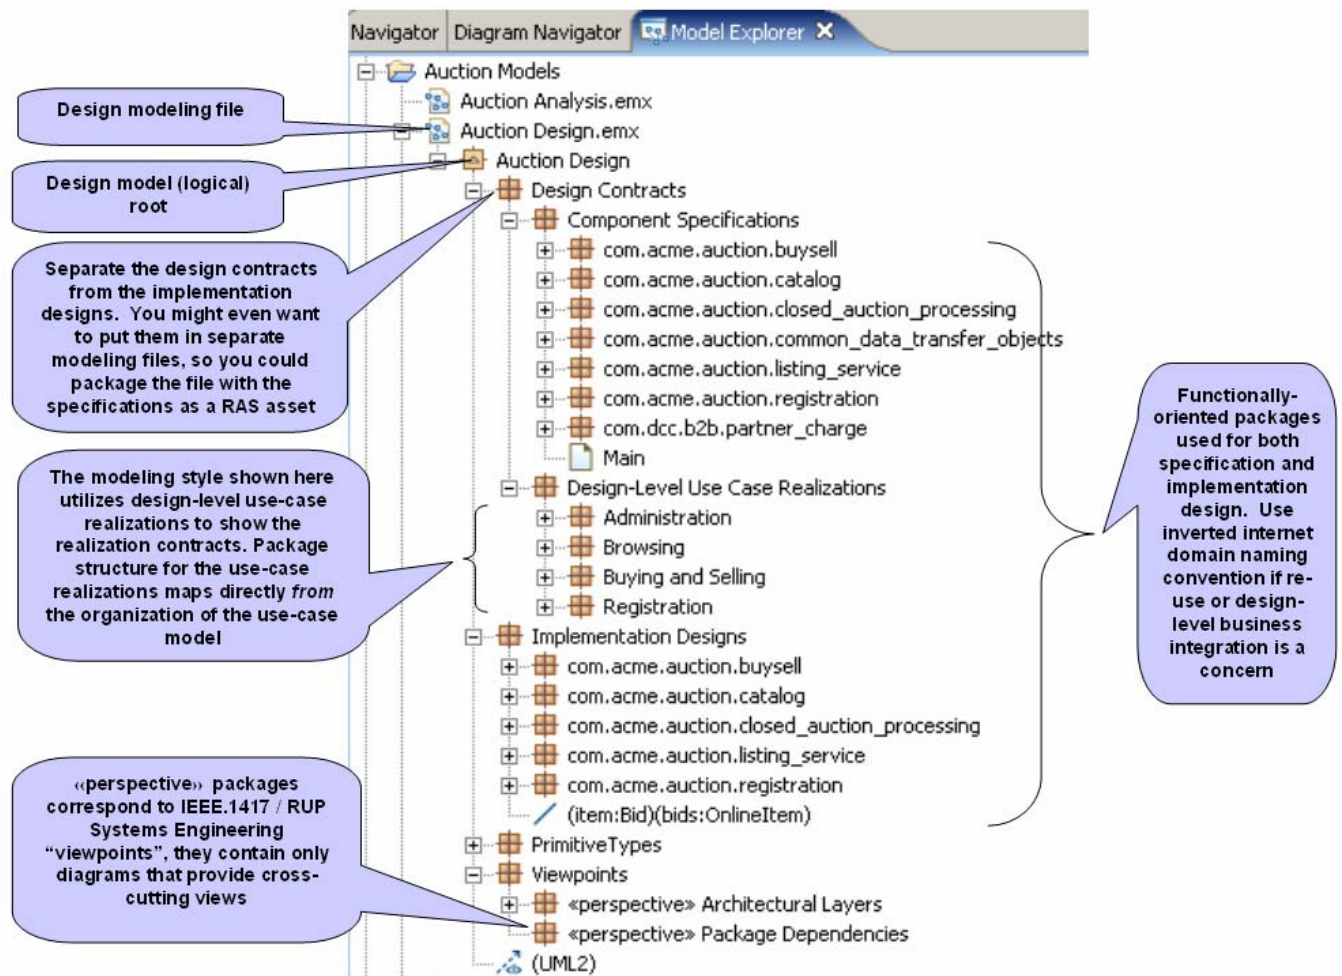 Navigator
Diagram Navigator
Model Explorer
Auction Models
Auction Analysis.emx
Design modeling file
Auction Design.emx
Auction Design
Design model (logical)
root
Design Contracts
Component Specifications
com.acme.auction.buysell
com.acme.auction.catalog
com.acme.auction.closed_auction_processing
com.acme.auction.common_data_transfer_objects
com.acme.auction.listing_service
com.acme.auction.registration
com.dcc.b2b.partner_charge
Main
Separate the design contracts
from the implementation
designs. You might even want
to put them in separate
modeling files, so you could
package the file with the
specifications as a RAS asset
Design-Level Use Case Realizations
Administration
Browsing
Buying and Selling
Registration
The modeling style shown here
utilizes design-level use-case
realizations to show the
realization contracts. Package
structure for the use-case
realizations maps directly from
the organization of the use-case
model
Functionally-
oriented packages
used for both
specification and
implementation
design. Use
inverted internet
domain naming
convention if re-
use or design-
level business
integration is a
concern
Implementation Designs
com.acme.auction.buysell
com.acme.auction.catalog
com.acme.auction.closed_auction_processing
com.acme.auction.listing_service
com.acme.auction.registration
(item:Bid)(bids:OnlineItem)
PrimitiveTypes
Viewpoints
«perspective» Architectural Layers
«perspective» Package Dependencies
(UML2)
«perspective» packages
correspond to IEEE.1417 / RUP
Systems Engineering
“viewpoints”, they contain only
diagrams that provide cross-
cutting views